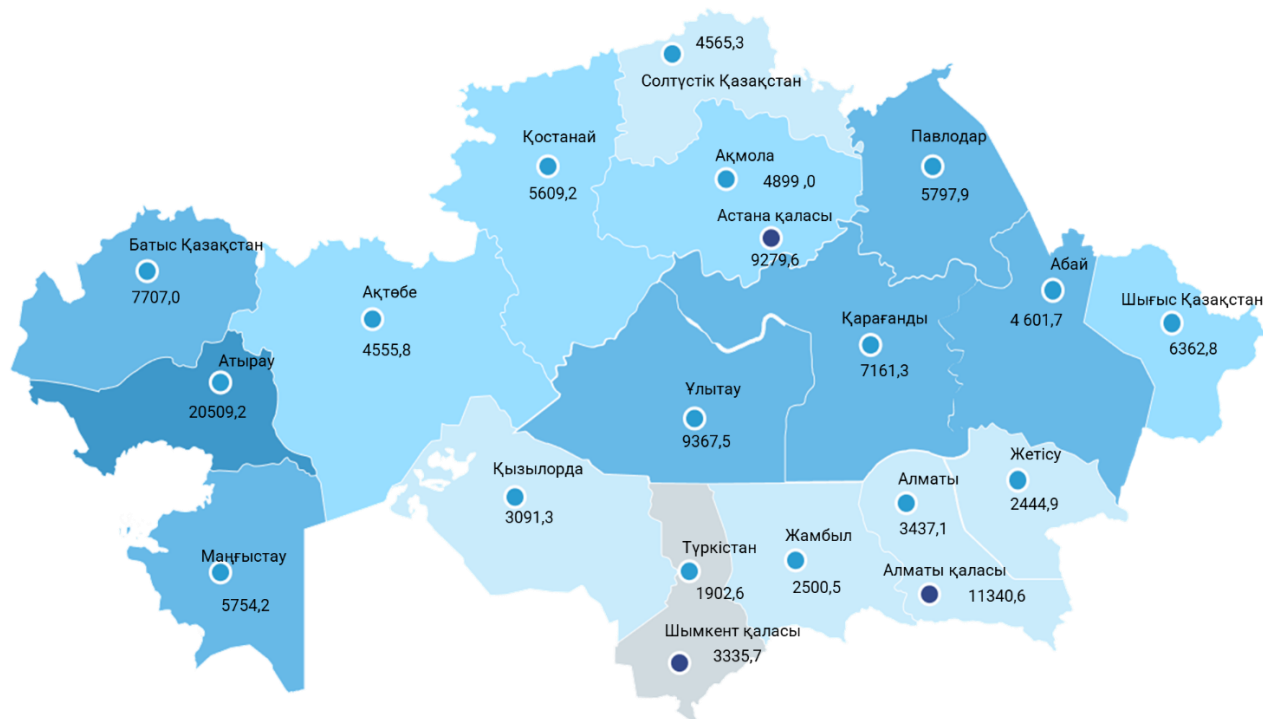 4565,3
Солтүстік Қазақстан
Қостанай
5609,2
Ақмола
4899 ,0
Астана қаласы
9279,6
Павлодар
5797,9
Батыс Қазақстан
7707,0
Ақтөбе
4555,8
Атырау
20509,2
Ұлытау
9367,5
Қарағанды
7161,3
Абай
4 601,7
Шығыс Қазақстан
6362,8
Қызылорда
3091,3
Маңғыстау
5754,2
Түркістан
1902,6
Шымкент қаласы
3335,7
Жамбыл
2500,5
Алматы
3437,1
Алматы қаласы
11340,6
Жетісу
2444,9